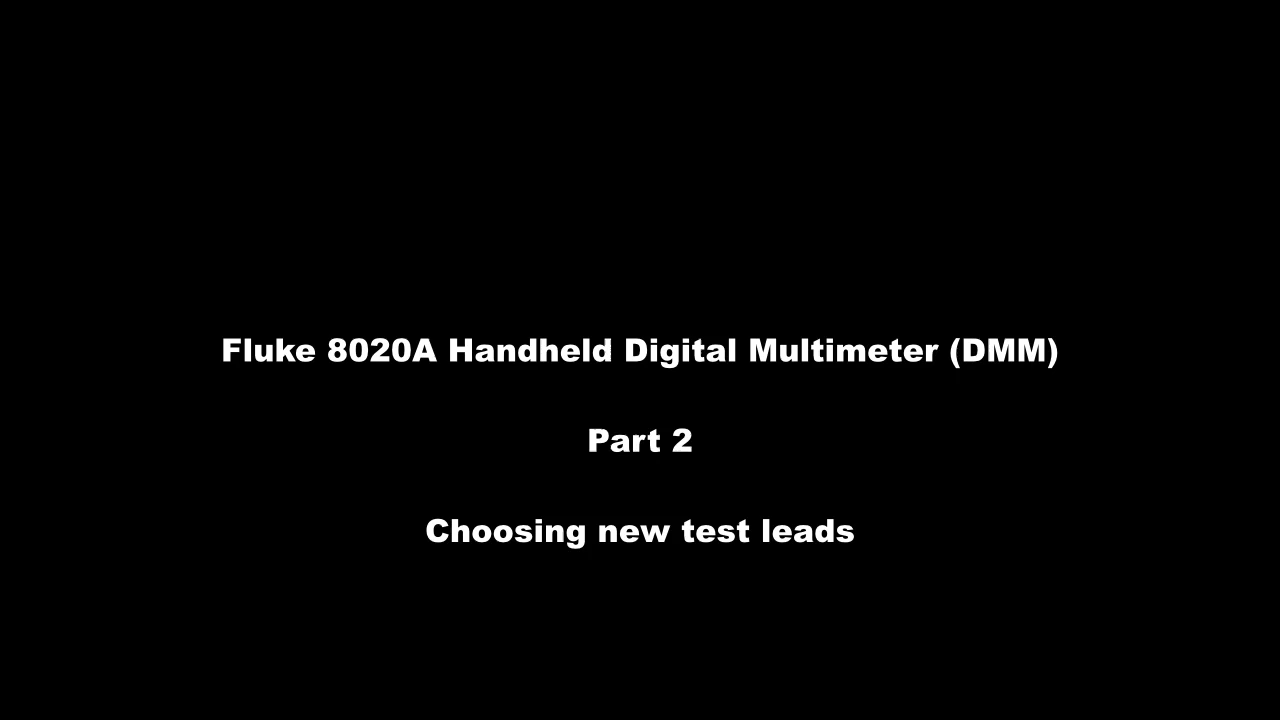 Fluke 8020A Handheld Digital Multimeter (DMM)
Part 2
Choosing new test leads